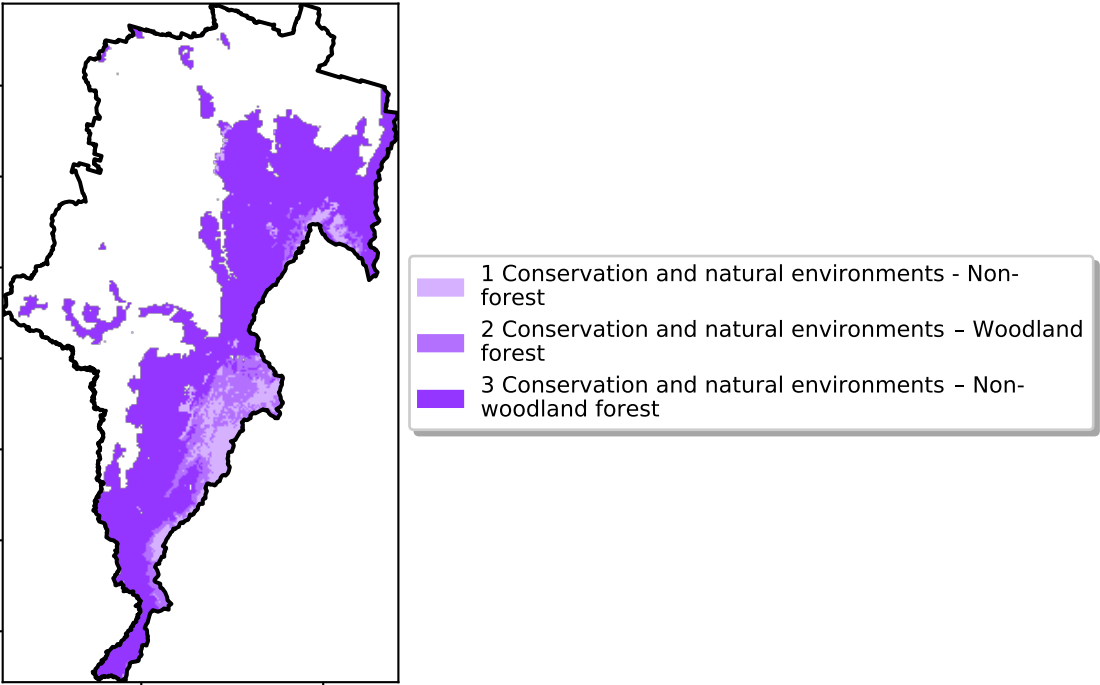 1 Conservation and natural environments - Non-
forest
2 Conservation and natural environments – Woodland
forest
3 Conservation and natural environments – Non-
woodland forest